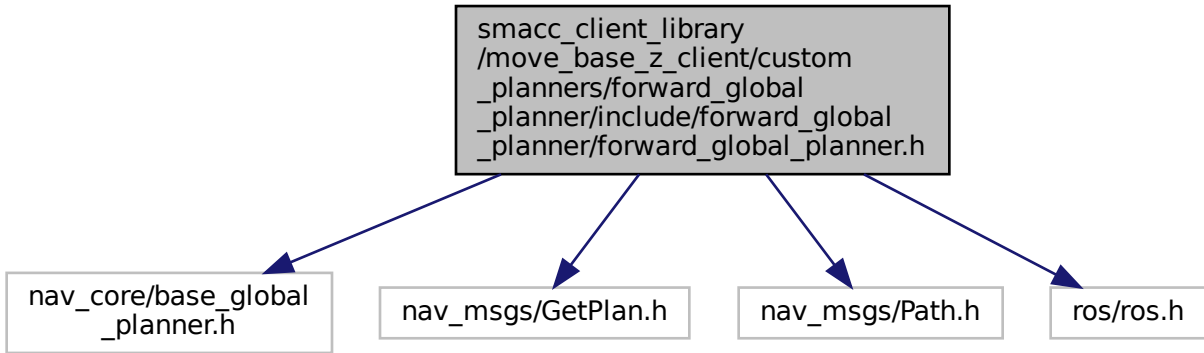 smacc_client_library
/move_base_z_client/custom
_planners/forward_global
_planner/include/forward_global
_planner/forward_global_planner.h
nav_core/base_global
_planner.h
nav_msgs/GetPlan.h
nav_msgs/Path.h
ros/ros.h